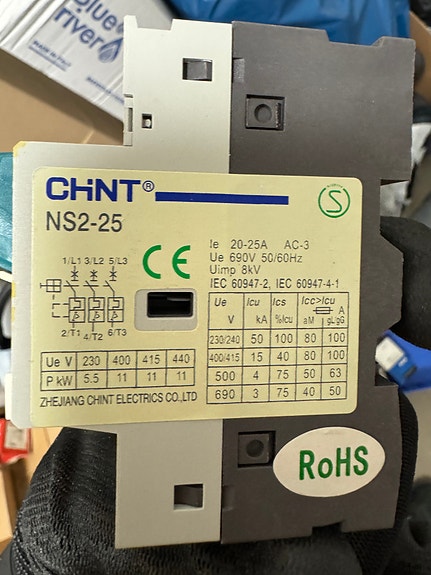 blue
river
CHNT®
NS2-25
Ie 20-25A AC-3
Ue 690V 50/60Hz
Uimp 8kV
IEC 60947-2, IEC 60947-4-1
CE
S
1/L1 3/L2 5/L3
2/T1 4/T2 6/T3
Ue Icu Ics Icc>Icu
V kA %Icu aM gL/gG A
230/240 50 100 80 100
400/415 15 40 80 100
500 4 75 50 63
690 3 75 40 50
Ue V 230 400 415 440
P kW 5.5 11 11 11
ZHEJIANG CHINT ELECTRICS CO.,LTD
RoHS